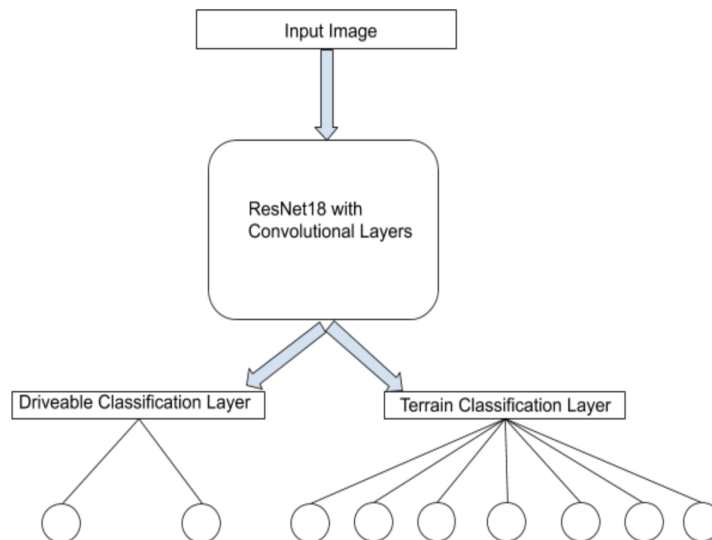 Input Image
ResNet18 with
Convolutional Layers
Driveable Classification Layer
Terrain Classification Layer